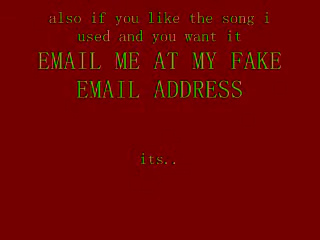 also if you like the song i
used and you want it
EMAIL ME AT MY FAKE
EMAIL ADDRESS
its..